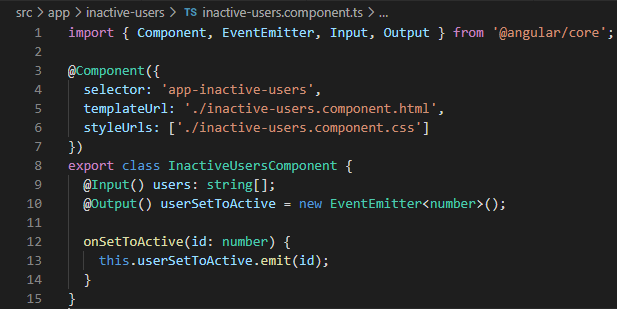 src > app > inactive-users > TS inactive-users.component.ts > ...
1 import { Component, EventEmitter, Input, Output } from '@angular/core';
2
3 @Component({
4   selector: 'app-inactive-users',
5   templateUrl: './inactive-users.component.html',
6   styleUrls: ['./inactive-users.component.css']
7 })
8 export class InactiveUsersComponent {
9   @Input() users: string[];
10   @Output() userSetToActive = new EventEmitter<number>();
11
12   onSetToActive(id: number) {
13     this.userSetToActive.emit(id);
14   }
15 }